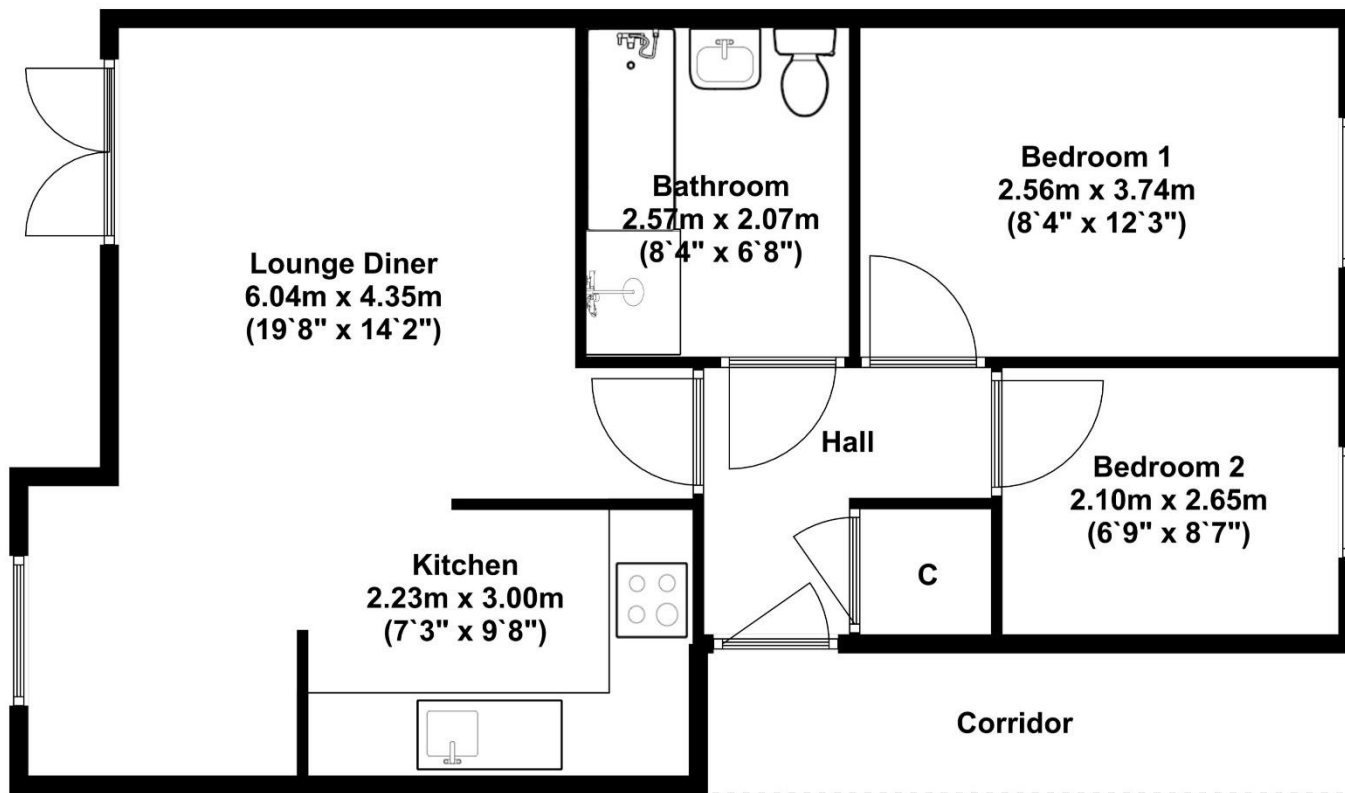 Bedroom 1
2.56m x 3.74m
(8`4" x 12`3")
Bathroom
2.57m x 2.07m
(8`4" x 6`8")
Lounge Diner
6.04m x 4.35m
(19`8" x 14`2")
Hall
Bedroom 2
2.10m x 2.65m
(6`9" x 8`7")
Kitchen
2.23m x 3.00m
(7`3" x 9`8")
C
Corridor